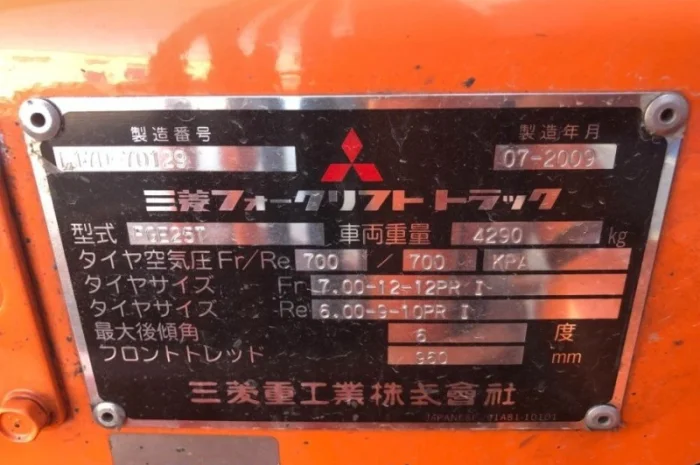 製造番号 製造年月
07-2009
三菱フォークリフトトラック
型式 車両重量 4290 kg
タイヤ空気圧 Fr/Re 700 / 700 KPA
タイヤサイズ Fr 7.00-12-12PR I
タイヤサイズ Re 6.00-9-10PR I
最大後傾角 6 度
フロントトレッド 960 mm
三菱重工業株式會社
JAPANESE 91A51-10101